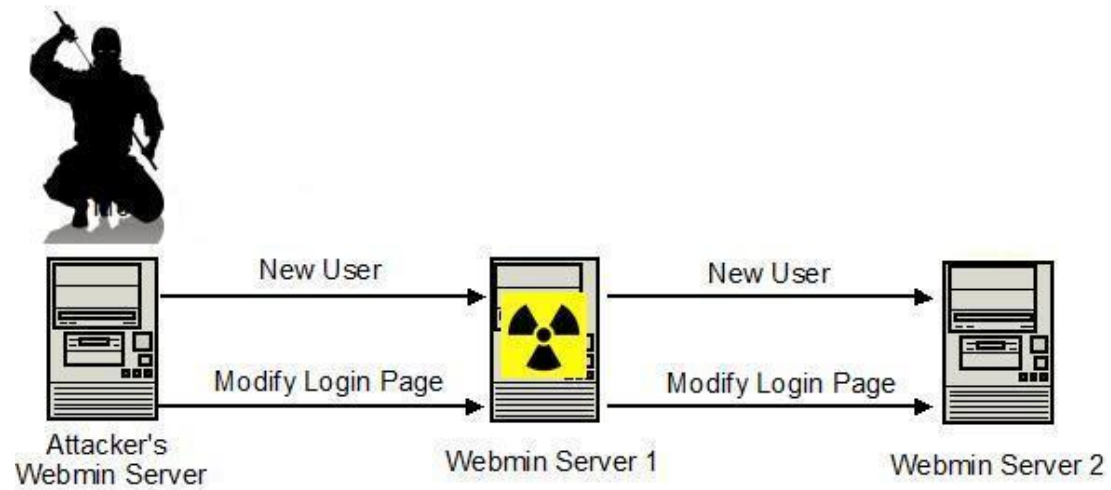 New User
New User
Modify Login Page
Modify Login Page
Attacker's
Webmin Server
Webmin Server 1
Webmin Server 2